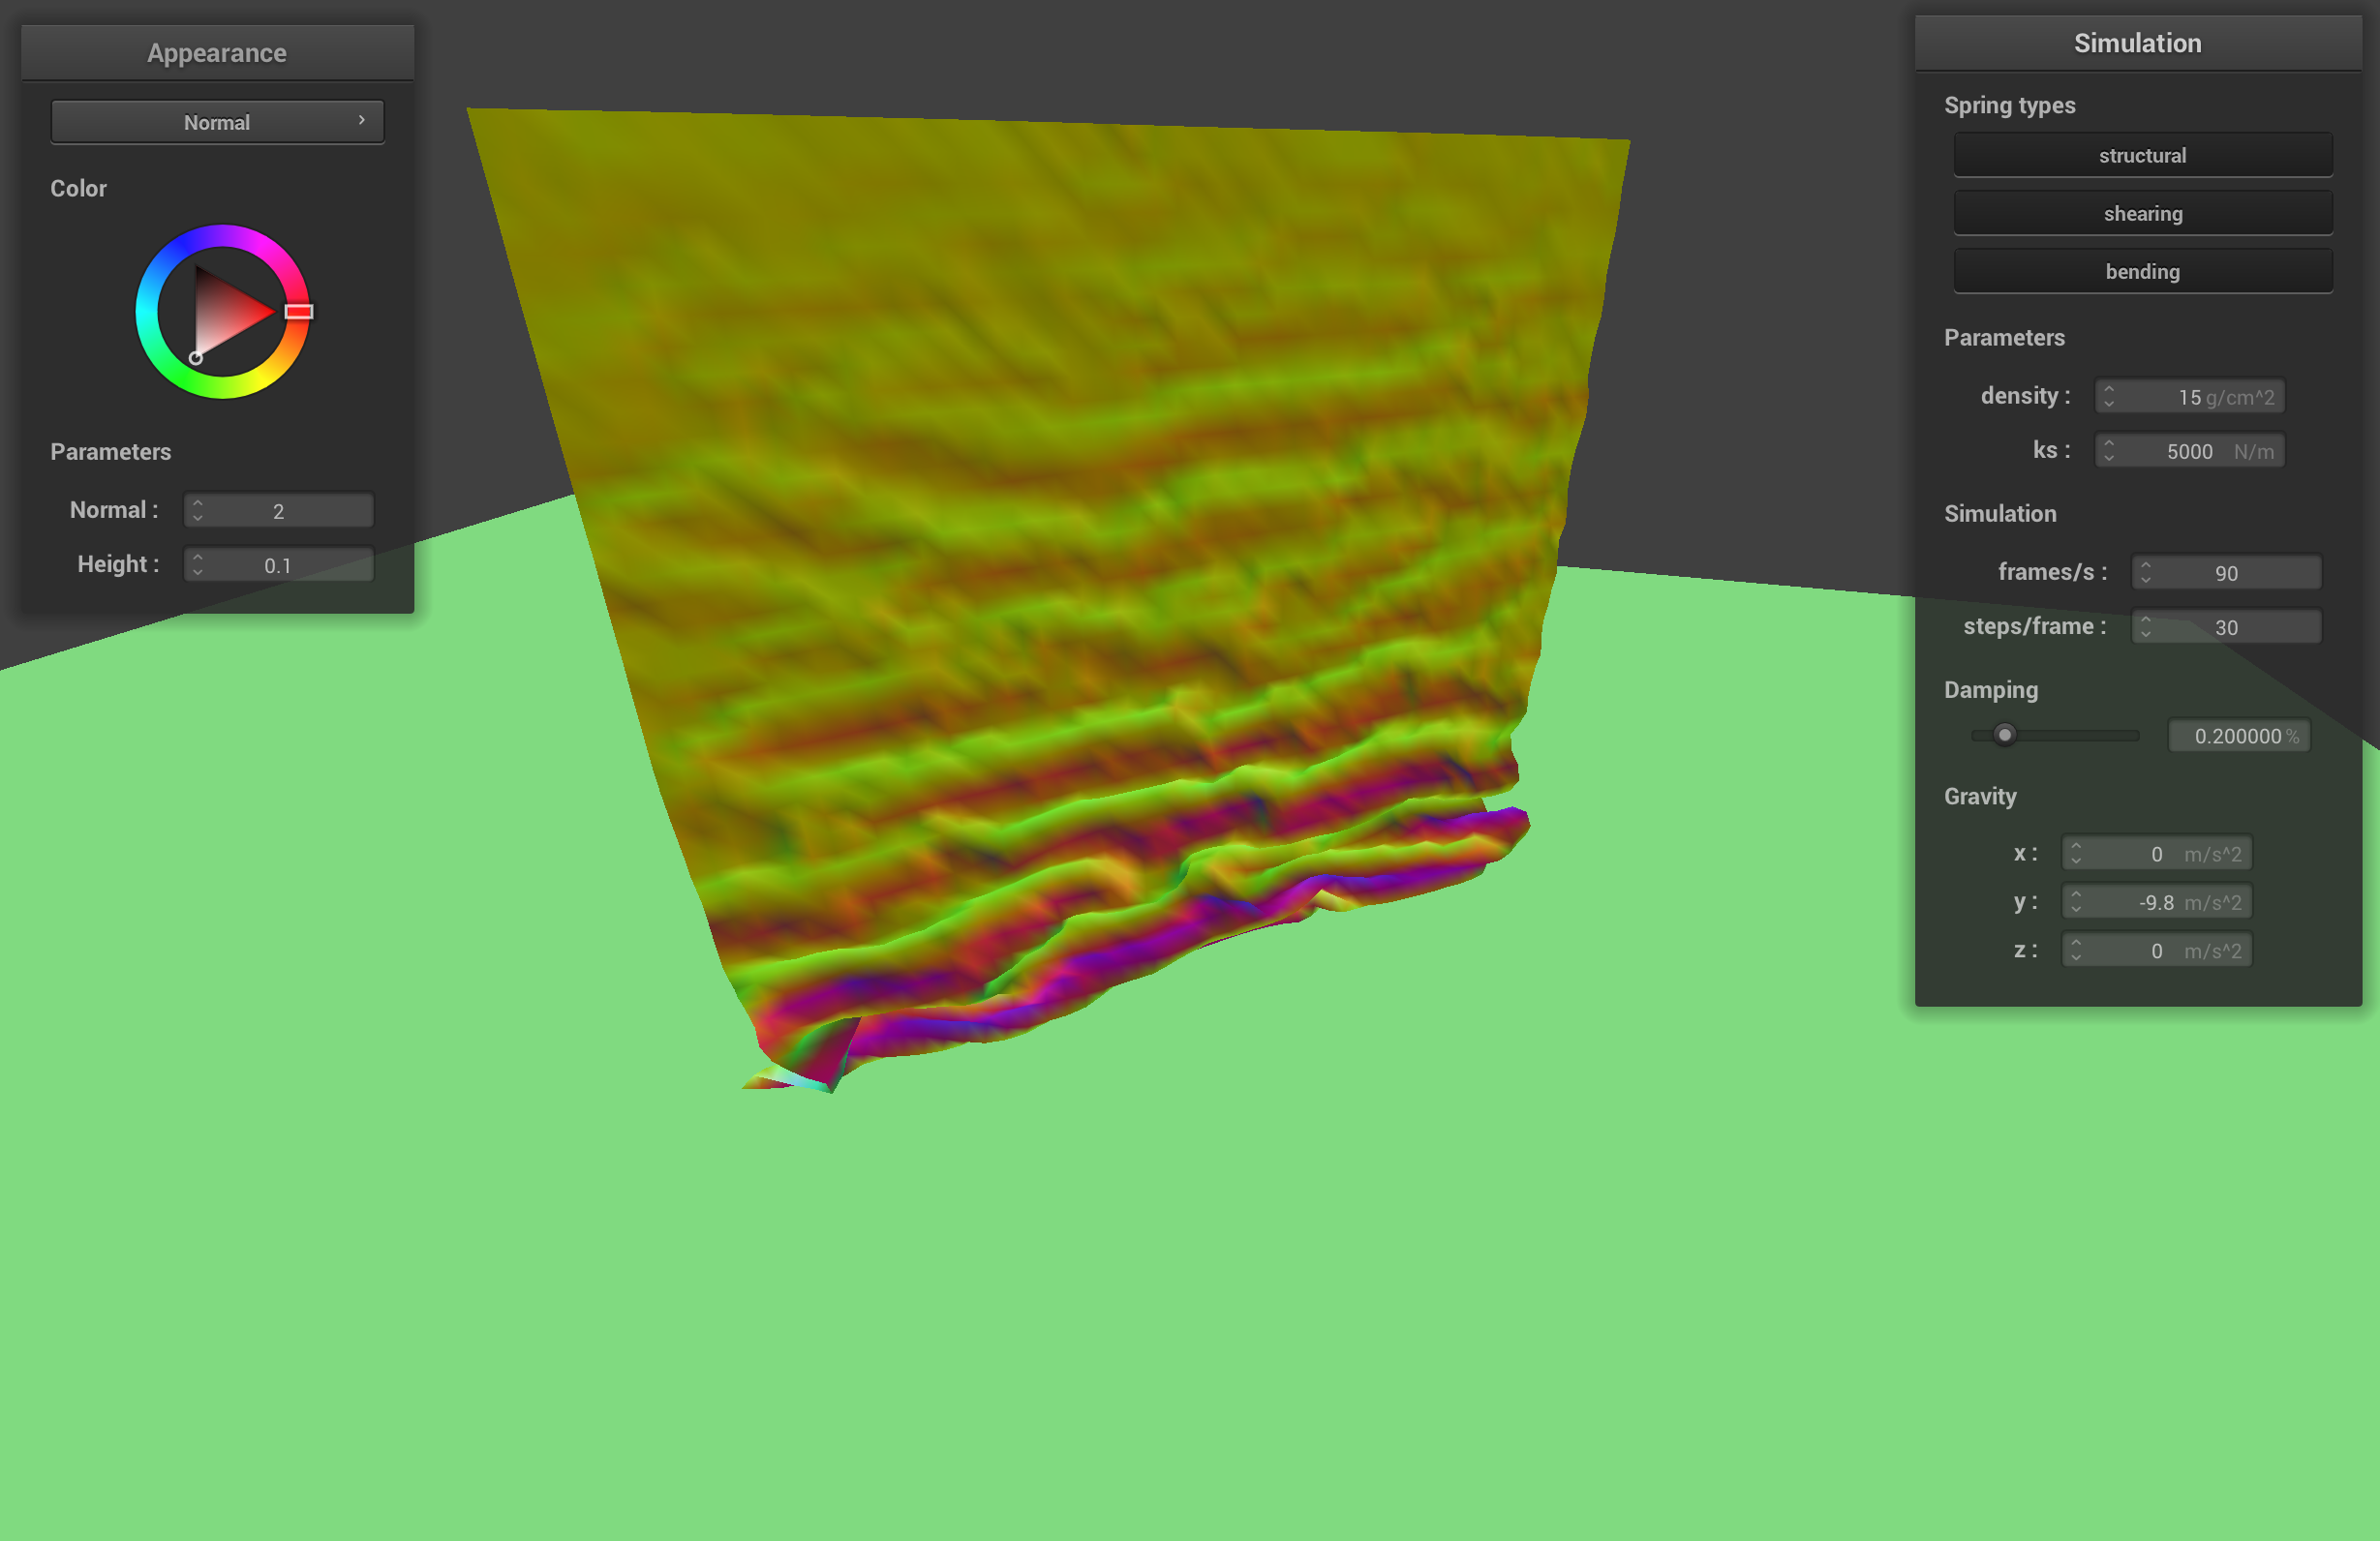 Appearance
Normal
Color
Parameters
Normal : 2
Height : 0.1
Simulation
Spring types
structural
shearing
bending
Parameters
density : 15 g/cm^2
ks : 5000 N/m
Simulation
frames/s : 90
steps/frame : 30
Damping
0.200000 %
Gravity
x : 0 m/s^2
y : -9.8 m/s^2
z : 0 m/s^2